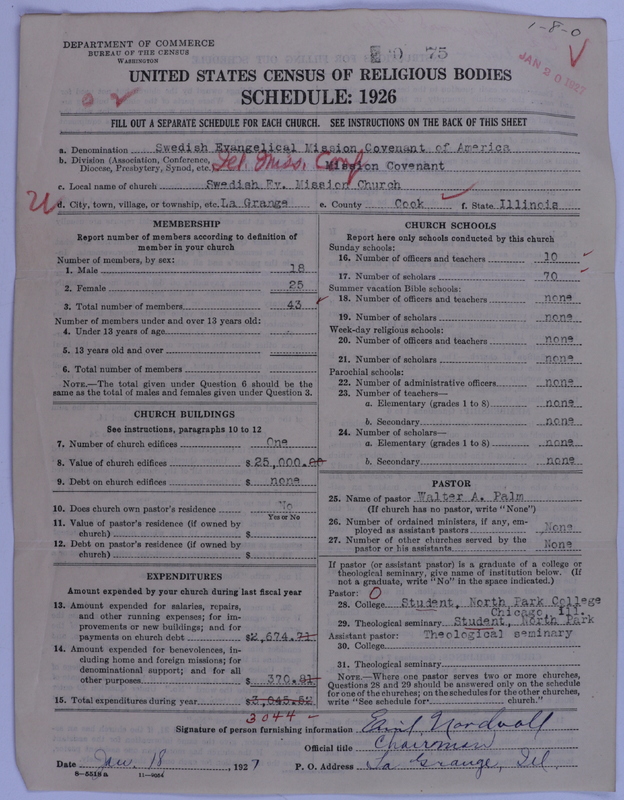 1-8-0
DEPARTMENT OF COMMERCE
BUREAU OF THE CENSUS
WASHINGTON
75
JAN 20 1927
UNITED STATES CENSUS OF RELIGIOUS BODIES
SCHEDULE: 1926
FILL OUT A SEPARATE SCHEDULE FOR EACH CHURCH. SEE INSTRUCTIONS ON THE BACK OF THIS SHEET
a. Denomination Swedish Evangelical Mission Covenant of America
b. Division (Association, Conference, Diocese, Presbytery, Synod, etc. Mission Covenant
c. Local name of church Swedish Ev. Mission Church
d. City, town, village, or township, etc. La Grange e. County Cook f. State Illinois
MEMBERSHIP
Report number of members according to definition of
member in your church
Number of members, by sex:
1. Male 18
2. Female 25
3. Total number of members 43
Number of members under and over 13 years old:
4. Under 13 years of age
5. 13 years old and over
6. Total number of members
NOTE.—The total given under Question 6 should be the
same as the total of males and females given under Question 3.
CHURCH BUILDINGS
See instructions, paragraphs 10 to 12
7. Number of church edifices One
8. Value of church edifices $ 25,000.00
9. Debt on church edifices $ none
10. Does church own pastor's residence No
Yes or No
11. Value of pastor's residence (if owned by
church) $
12. Debt on pastor's residence (if owned by
church) $
EXPENDITURES
Amount expended by your church during last fiscal year
13. Amount expended for salaries, repairs,
and other running expenses; for im-
provements or new buildings; and for
payments on church debt $2,674.71
14. Amount expended for benevolences, in-
cluding home and foreign missions; for
denominational support; and for all
other purposes $ 370.81
15. Total expenditures during year $3,045.52
3044 -
CHURCH SCHOOLS
Report here only schools conducted by this church
Sunday schools:
16. Number of officers and teachers 10
17. Number of scholars 70
Summer vacation Bible schools:
18. Number of officers and teachers none
19. Number of scholars none
Week-day religious schools:
20. Number of officers and teachers none
21. Number of scholars none
Parochial schools:
22. Number of administrative officers none
23. Number of teachers—
a. Elementary (grades 1 to 8) none
b. Secondary none
24. Number of scholars—
a. Elementary (grades 1 to 8) none
b. Secondary none
PASTOR
25. Name of pastor Walter A. Palm
(If church has no pastor, write "None")
26. Number of ordained ministers, if any, em-
ployed as assistant pastors None
27. Number of other churches served by the
pastor or his assistants None
If pastor (or assistant pastor) is a graduate of a college or
theological seminary, give name of institution below. (If
not a graduate, write "No" in the space indicated.)
Pastor: O
28. College Student, North Park College
Chicago, Ill.
29. Theological seminary Student, North Park
Assistant pastor: Theological seminary
30. College
31. Theological seminary
NOTE.—Where one pastor serves two or more churches,
Questions 28 and 29 should be answered only on the schedule
for one of the churches; on the schedules for the other churches,
write "See schedule for church."
Signature of person furnishing information Emil Nordwall
Official title Chairman
Date Jan. 18, 1927 P. O. Address La Grange, Ill.
8-5518 a 11-9054